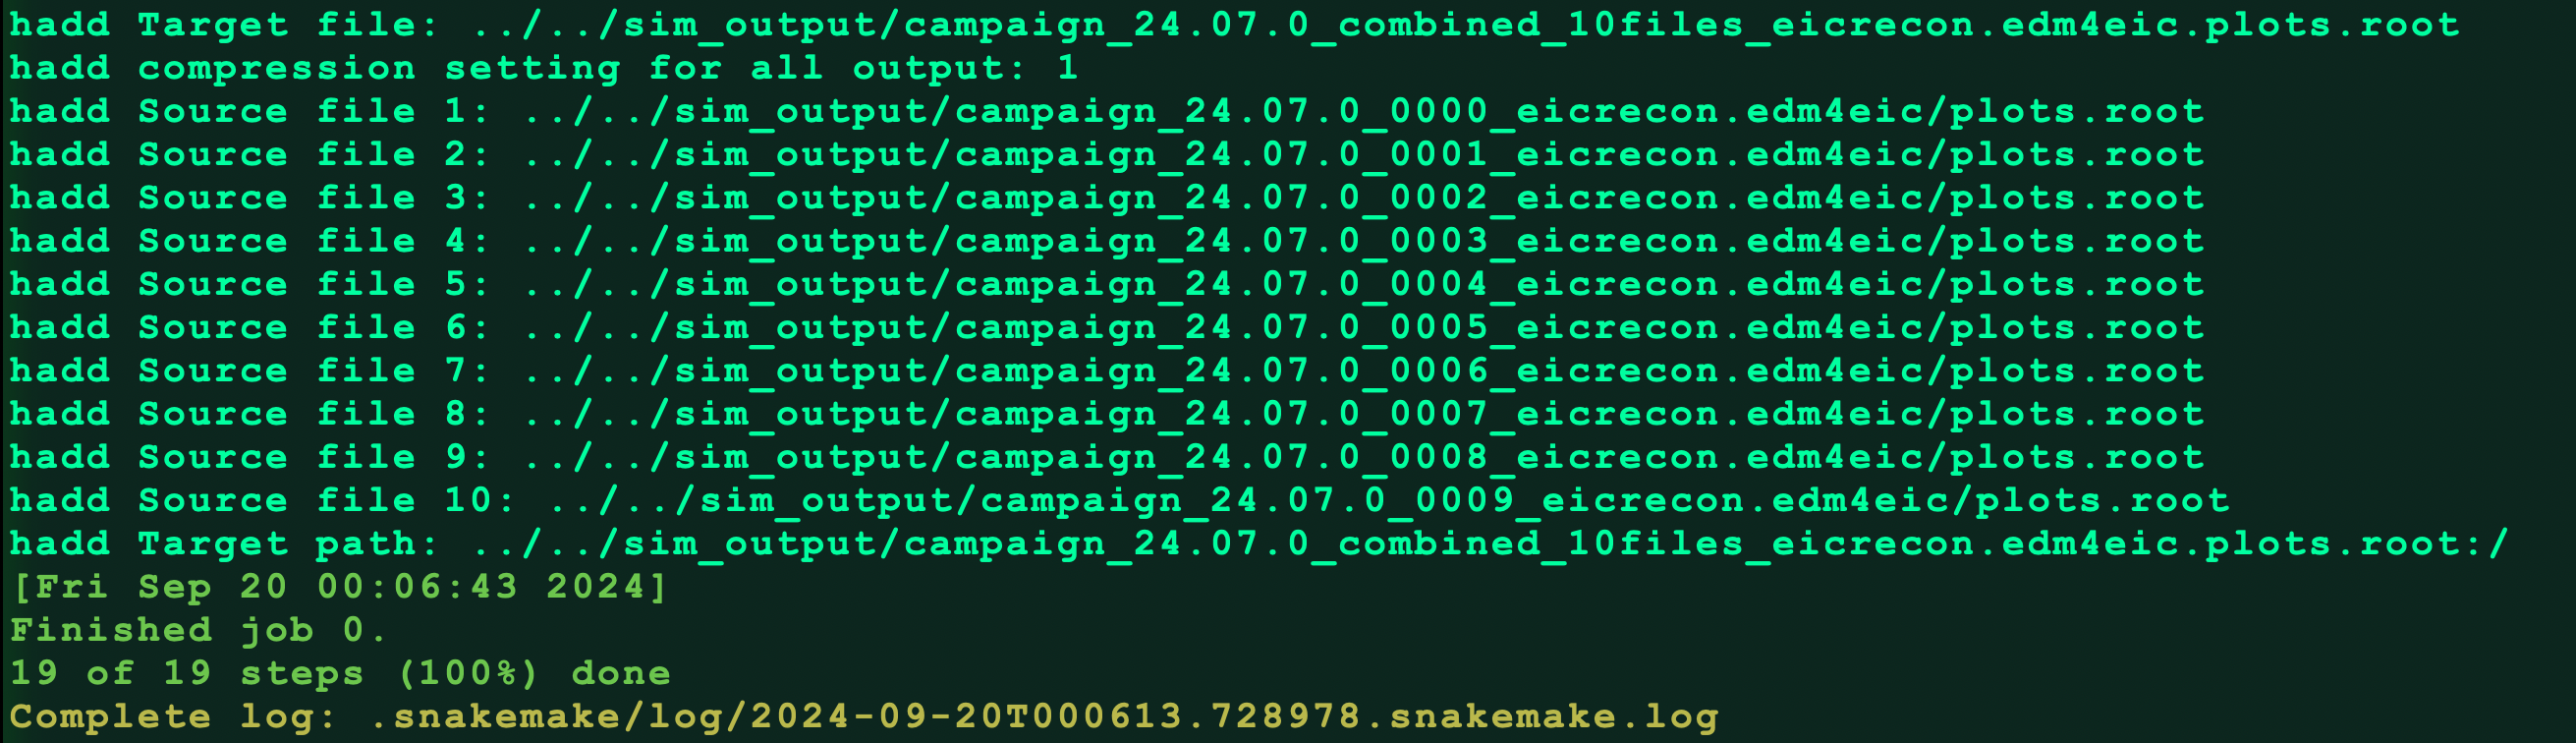 hadd Target file: ../../sim_output/campaign_24.07.0_combined_10files_eicrecon.edm4eic.plots.root
hadd compression setting for all output: 1
hadd Source file 1: ../../sim_output/campaign_24.07.0_0000_eicrecon.edm4eic/plots.root
hadd Source file 2: ../../sim_output/campaign_24.07.0_0001_eicrecon.edm4eic/plots.root
hadd Source file 3: ../../sim_output/campaign_24.07.0_0002_eicrecon.edm4eic/plots.root
hadd Source file 4: ../../sim_output/campaign_24.07.0_0003_eicrecon.edm4eic/plots.root
hadd Source file 5: ../../sim_output/campaign_24.07.0_0004_eicrecon.edm4eic/plots.root
hadd Source file 6: ../../sim_output/campaign_24.07.0_0005_eicrecon.edm4eic/plots.root
hadd Source file 7: ../../sim_output/campaign_24.07.0_0006_eicrecon.edm4eic/plots.root
hadd Source file 8: ../../sim_output/campaign_24.07.0_0007_eicrecon.edm4eic/plots.root
hadd Source file 9: ../../sim_output/campaign_24.07.0_0008_eicrecon.edm4eic/plots.root
hadd Source file 10: ../../sim_output/campaign_24.07.0_0009_eicrecon.edm4eic/plots.root
hadd Target path: ../../sim_output/campaign_24.07.0_combined_10files_eicrecon.edm4eic.plots.root:/
[Fri Sep 20 00:06:43 2024]
Finished job 0.
19 of 19 steps (100%) done
Complete log: .snakemake/log/2024-09-20T000613.728978.snakemake.log